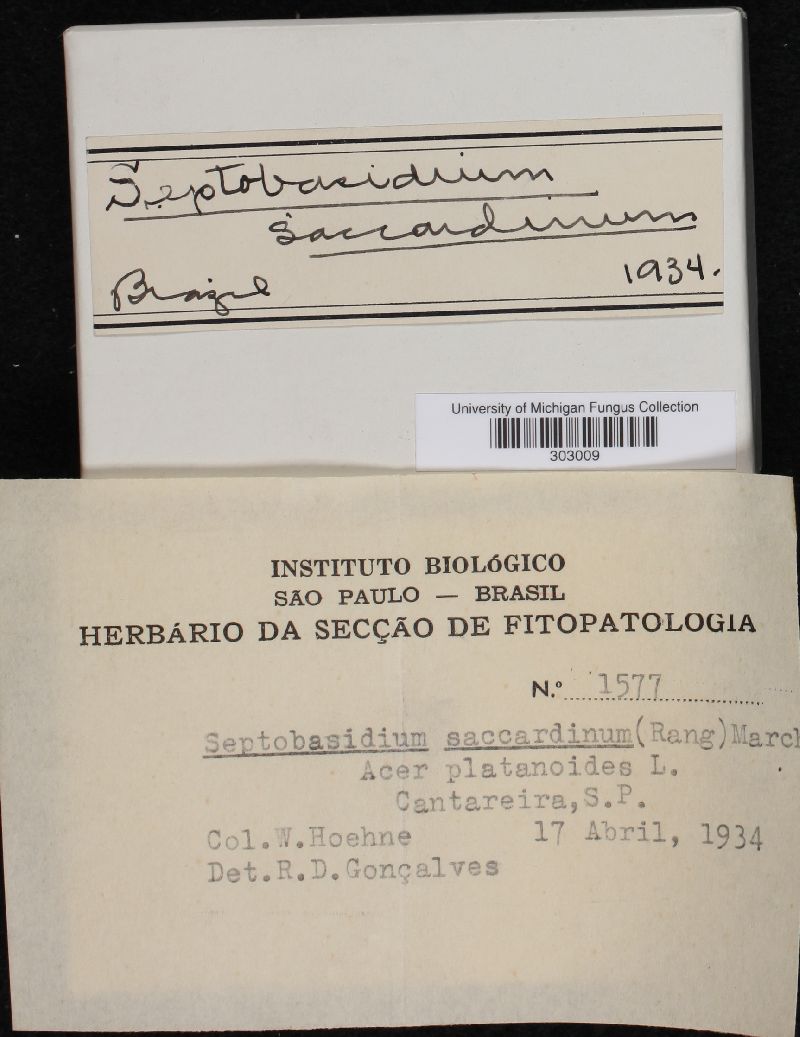 Septobasidium
saccardinum
Brazil 1934.
University of Michigan Fungus Collection
303009
INSTITUTO BIOLÓGICO
SÃO PAULO — BRASIL
HERBÁRIO DA SECÇÃO DE FITOPATOLOGIA
N.º 1577
Septobasidium saccardinum(Rang)March
Acer platanoides L.
Cantareira,S.P.
Col.W.Hoehne 17 Abril, 1934
Det.R.D.Gonçalves